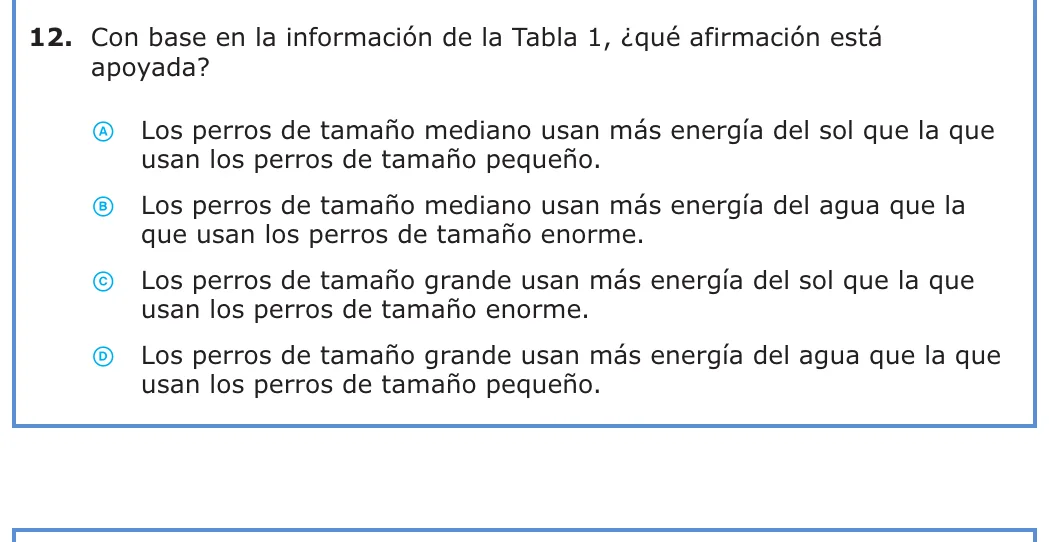 12. Con base en la información de la Tabla 1, ¿qué afirmación está
apoyada?
A Los perros de tamaño mediano usan más energía del sol que la que
usan los perros de tamaño pequeño.
B Los perros de tamaño mediano usan más energía del agua que la
que usan los perros de tamaño enorme.
C Los perros de tamaño grande usan más energía del sol que la que
usan los perros de tamaño enorme.
D Los perros de tamaño grande usan más energía del agua que la que
usan los perros de tamaño pequeño.